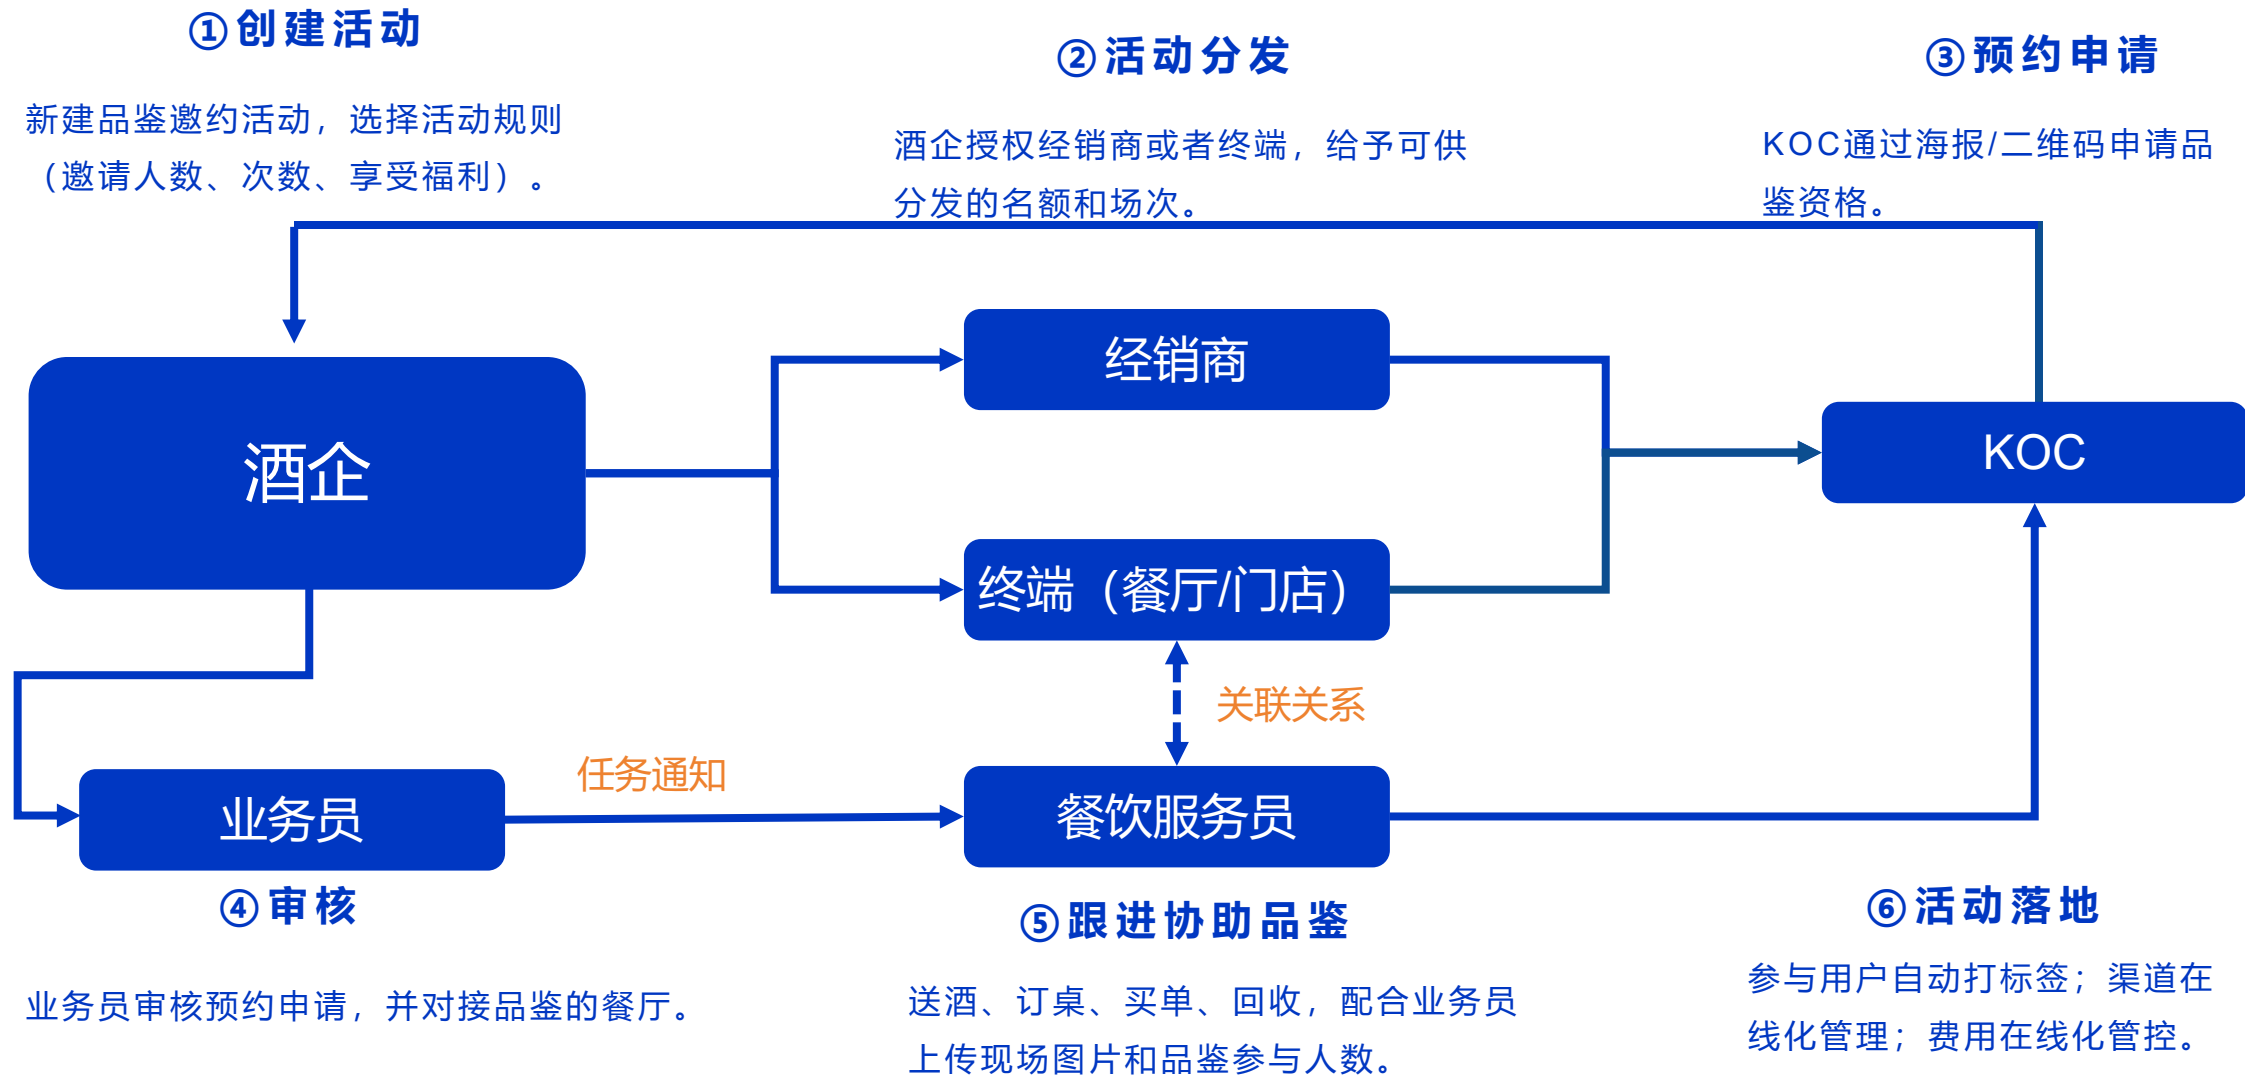 ①创建活动
新建品鉴邀约活动，选择活动规则
（邀请人数、次数、享受福利）。
②活动分发
酒企授权经销商或者终端，给予可供
分发的名额和场次。
③预约申请
KOC通过海报/二维码申请品
鉴资格。
酒企
经销商
终端（餐厅/门店）
KOC
关联关系
业务员
任务通知
餐饮服务员
④审核
业务员审核预约申请，并对接品鉴的餐厅。
⑤跟进协助品鉴
送酒、订桌、买单、回收，配合业务员
上传现场图片和品鉴参与人数。
⑥活动落地
参与用户自动打标签；渠道在
线化管理；费用在线化管控。